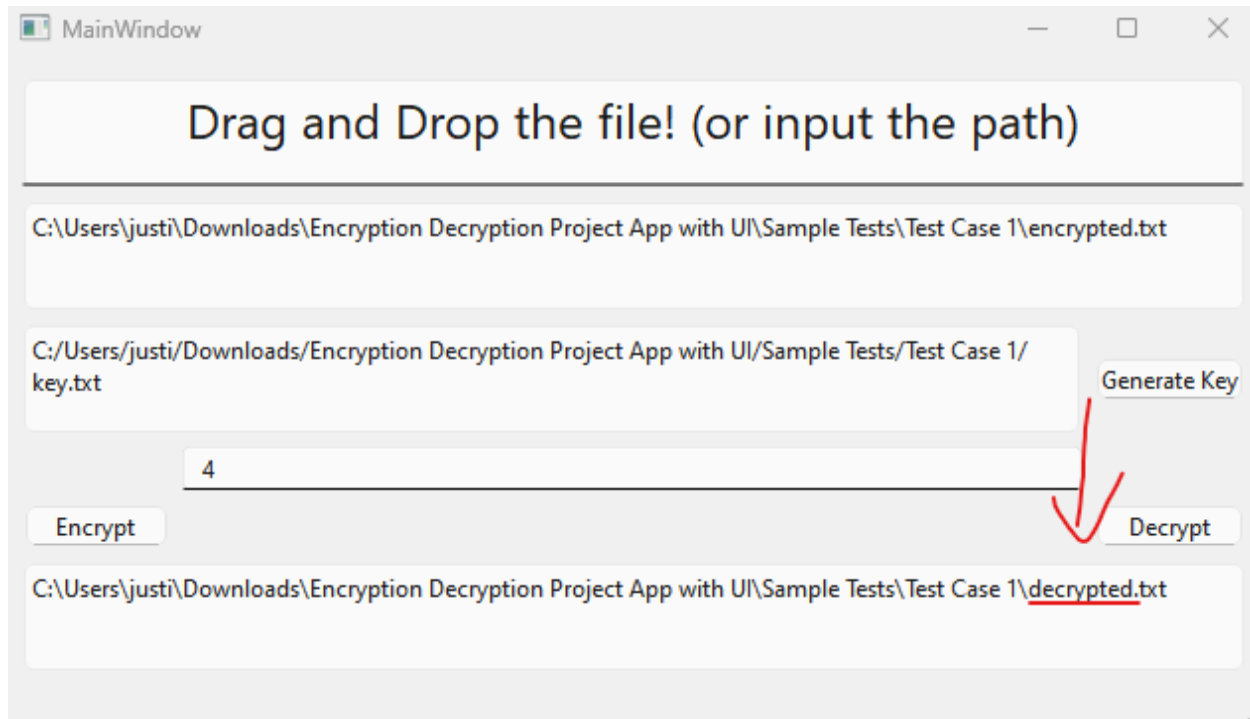 MainWindow
Drag and Drop the file! (or input the path)
C:\Users\justi\Downloads\Encryption Decryption Project App with UI\Sample Tests\Test Case 1\encrypted.txt
C:/Users/justi/Downloads/Encryption Decryption Project App with UI/Sample Tests/Test Case 1/
key.txt
Generate Key
4
Encrypt
Decrypt
C:\Users\justi\Downloads\Encryption Decryption Project App with UI\Sample Tests\Test Case 1\decrypted.txt